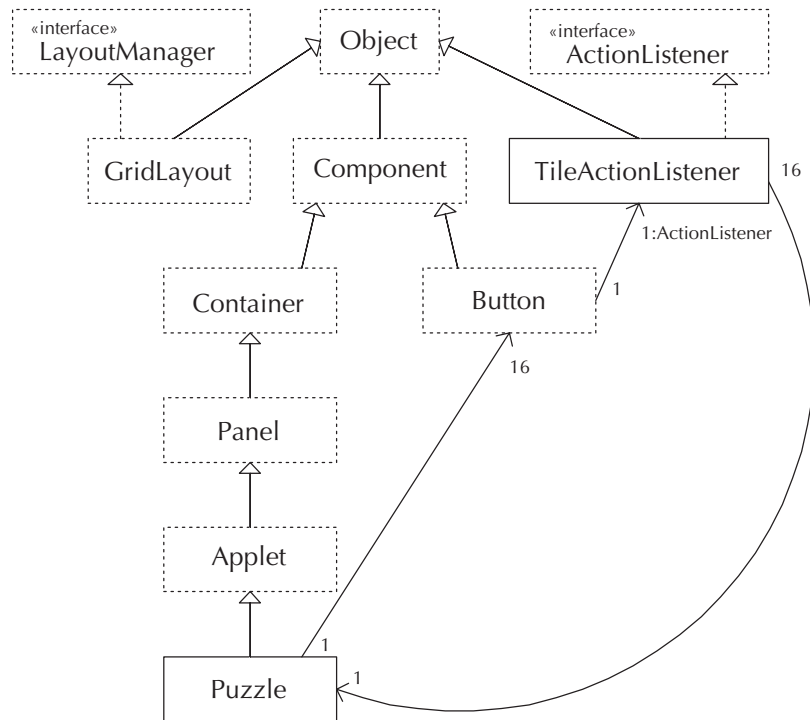 «interface»
LayoutManager
Object
«interface»
ActionListener
GridLayout
Component
TileActionListener
16
1:ActionListener
Container
Button
1
16
Panel
Applet
1
Puzzle
1